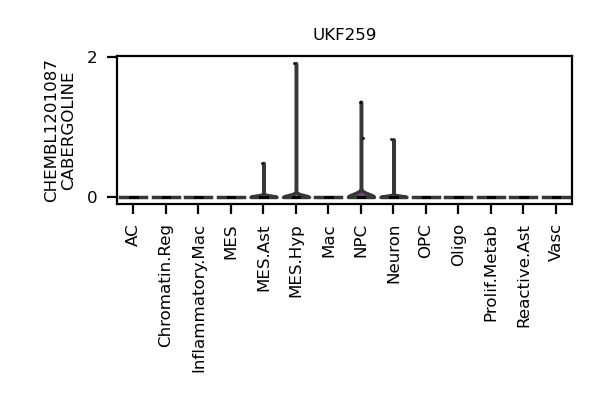 UKF259
CHEMBL1201087
CABERGOLINE
2
0
AC
Chromatin.Reg
Inflammatory.Mac
MES
MES.Ast
MES.Hyp
Mac
NPC
Neuron
OPC
Oligo
Prolif.Metab
Reactive.Ast
Vasc